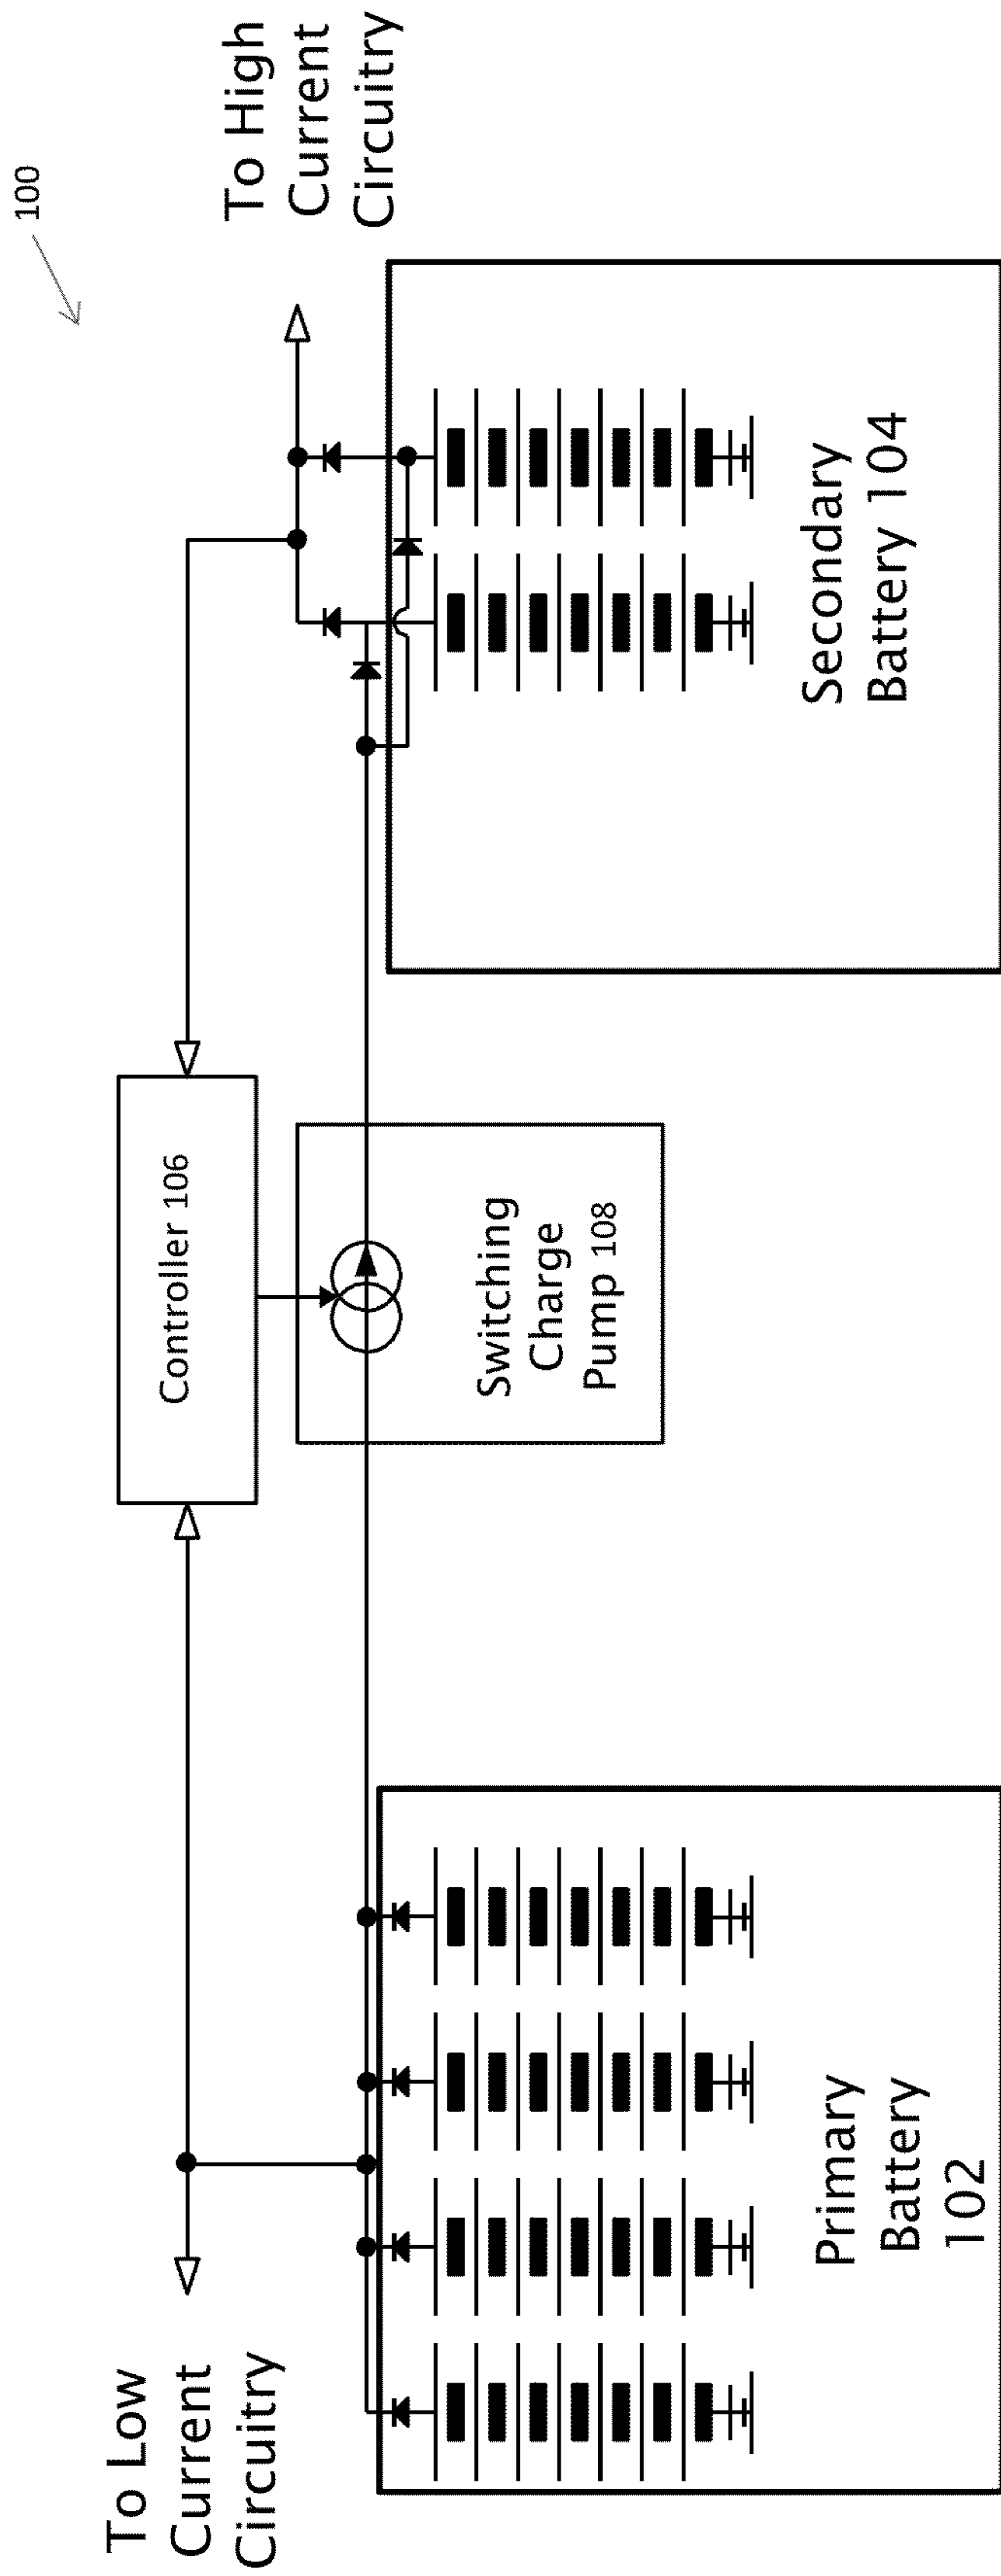 100
To Low
Current
Circuitry
Controller 106
To High
Current
Circuitry
Switching
Charge
Pump 108
Primary
Battery
102
Secondary
Battery 104